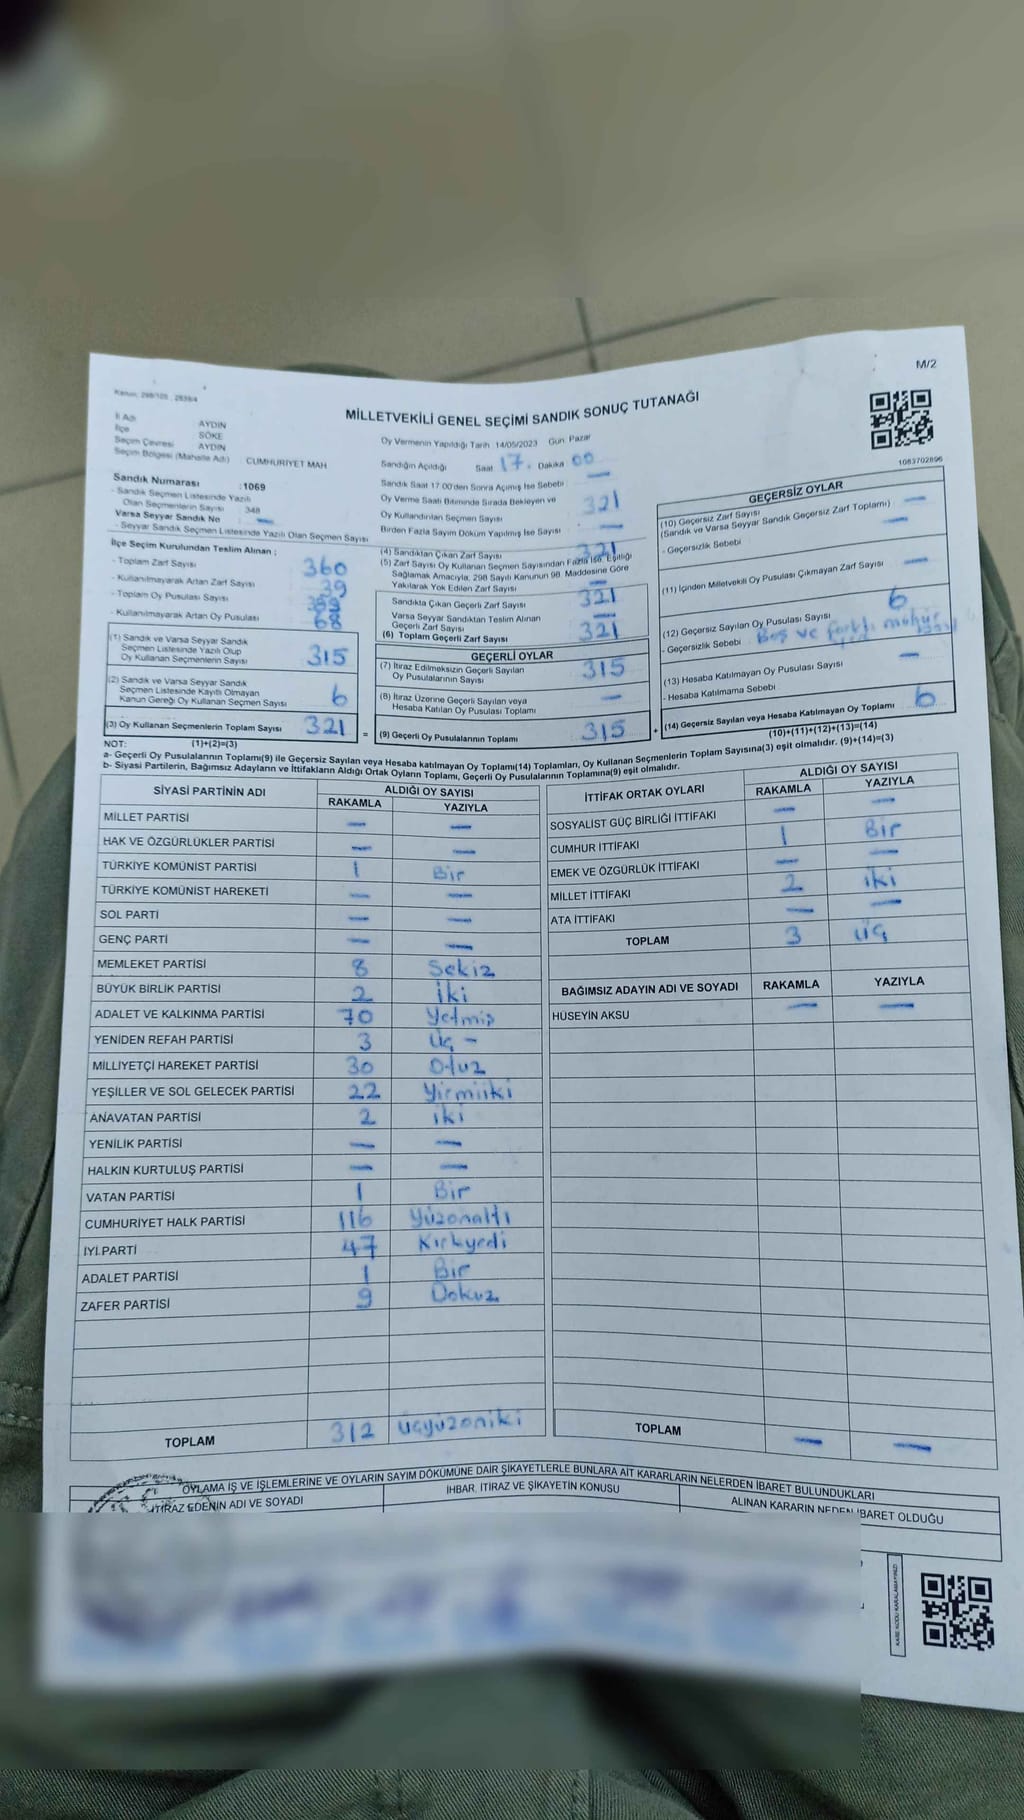 M/2
MİLLETVEKİLİ GENEL SEÇİMİ SANDIK SONUÇ TUTANAĞI
İl Adı AYDIN
İlçe SÖKE
Seçim Çevresi AYDIN
Seçim Bölgesi (Mahalle Adı) CUMHURİYET MAH
Sandık Numarası : 1069
- Sandık Seçmen Listesinde Yazılı
Olan Seçmenlerin Sayısı 348
Varsa Seyyar Sandık No —
- Seyyar Sandık Seçmen Listesinde Yazılı Olan Seçmen Sayısı
Oy Vermenin Yapıldığı Tarih 14/05/2023 Gün Pazar
Sandığın Açıldığı Saat 17. Dakika 00
Sandık Saat 17.00'den Sonra Açılmış İse Sebebi —
Oy Verme Saati Bitiminde Sırada Bekleyen ve
Oy Kullandırılan Seçmen Sayısı 321
Birden Fazla Sayım Döküm Yapılmış İse Sayısı —
1083702896
İlçe Seçim Kurulundan Teslim Alınan ;
- Toplam Zarf Sayısı 360
- Kullanılmayarak Artan Zarf Sayısı 39
- Toplam Oy Pusulası Sayısı
- Kullanılmayarak Artan Oy Pusulası 68
(1) Sandık ve Varsa Seyyar Sandık
Seçmen Listesinde Yazılı Olup
Oy Kullanan Seçmenlerin Sayısı 315
(2) Sandık ve Varsa Seyyar Sandık
Seçmen Listesinde Kayıtlı Olmayan
Kanun Gereği Oy Kullanan Seçmen Sayısı 6
(3) Oy Kullanan Seçmenlerin Toplam Sayısı 321
(4) Sandıktan Çıkan Zarf Sayısı 321
(5) Zarf Sayısı Oy Kullanan Seçmen Sayısından Fazla İse, Eşitliği
Sağlamak Amacıyla, 298 Sayılı Kanunun 98. Maddesine Göre
Yakılarak Yok Edilen Zarf Sayısı —
Sandıkta Çıkan Geçerli Zarf Sayısı 321
Varsa Seyyar Sandıktan Teslim Alınan
Geçerli Zarf Sayısı —
(6) Toplam Geçerli Zarf Sayısı 321
GEÇERLİ OYLAR
(7) İtiraz Edilmeksizin Geçerli Sayılan
Oy Pusulalarının Sayısı 315
(8) İtiraz Üzerine Geçerli Sayılan veya
Hesaba Katılan Oy Pusulası Toplamı —
= (9) Geçerli Oy Pusulalarının Toplamı 315 +
GEÇERSİZ OYLAR
(10) Geçersiz Zarf Sayısı —
(Sandık ve Varsa Seyyar Sandık Geçersiz Zarf Toplamı)
- Geçersizlik Sebebi
(11) İçinden Milletvekili Oy Pusulası Çıkmayan Zarf Sayısı —
(12) Geçersiz Sayılan Oy Pusulası Sayısı 6
- Geçersizlik Sebebi Boş ve farklı mühür
(13) Hesaba Katılmayan Oy Pusulası Sayısı —
- Hesaba Katılmama Sebebi
(14) Geçersiz Sayılan veya Hesaba Katılmayan Oy Toplamı 6
NOT: (1)+(2)=(3)
(10)+(11)+(12)+(13)=(14)
a- Geçerli Oy Pusulalarının Toplamı(9) ile Geçersiz Sayılan veya Hesaba katılmayan Oy Toplamı(14) Toplamları, Oy Kullanan Seçmenlerin Toplam Sayısına(3) eşit olmalıdır. (9)+(14)=(3)
b- Siyasi Partilerin, Bağımsız Adayların ve İttifakların Aldığı Ortak Oyların Toplamı, Geçerli Oy Pusulalarının Toplamına(9) eşit olmalıdır.
SİYASİ PARTİNİN ADI ALDIĞI OY SAYISI
RAKAMLA YAZIYLA
MİLLET PARTİSİ — —
HAK VE ÖZGÜRLÜKLER PARTİSİ — —
TÜRKİYE KOMÜNİST PARTİSİ 1 Bir
TÜRKİYE KOMÜNİST HAREKETİ — —
SOL PARTİ — —
GENÇ PARTİ — —
MEMLEKET PARTİSİ 8 Sekiz
BÜYÜK BİRLİK PARTİSİ 2 İki
ADALET VE KALKINMA PARTİSİ 70 Yetmiş
YENİDEN REFAH PARTİSİ 3 Üç -
MİLLİYETÇİ HAREKET PARTİSİ 30 Otuz
YEŞİLLER VE SOL GELECEK PARTİSİ 22 Yirmiiki
ANAVATAN PARTİSİ 2 iki
YENİLİK PARTİSİ — —
HALKIN KURTULUŞ PARTİSİ — —
VATAN PARTİSİ 1 Bir
CUMHURİYET HALK PARTİSİ 116 Yüzonaltı
İYİ PARTİ 47 Kırkyedi
ADALET PARTİSİ 1 Bir
ZAFER PARTİSİ 9 Dokuz
TOPLAM 312 üçyüzoniki
İTTİFAK ORTAK OYLARI ALDIĞI OY SAYISI
RAKAMLA YAZIYLA
SOSYALİST GÜÇ BİRLİĞİ İTTİFAKI — —
CUMHUR İTTİFAKI 1 Bir
EMEK VE ÖZGÜRLÜK İTTİFAKI — —
MİLLET İTTİFAKI 2 iki
ATA İTTİFAKI — —
TOPLAM 3 üç
BAĞIMSIZ ADAYIN ADI VE SOYADI RAKAMLA YAZIYLA
HÜSEYİN AKSU — —
TOPLAM — —
OYLAMA İŞ VE İŞLEMLERİNE VE OYLARIN SAYIM DÖKÜMÜNE DAİR ŞİKAYETLERLE BUNLARA AİT KARARLARIN NELERDEN İBARET BULUNDUKLARI
İTİRAZ EDENİN ADI VE SOYADI
İHBAR, İTİRAZ VE ŞİKAYETİN KONUSU
ALINAN KARARIN NEDEN İBARET OLDUĞU